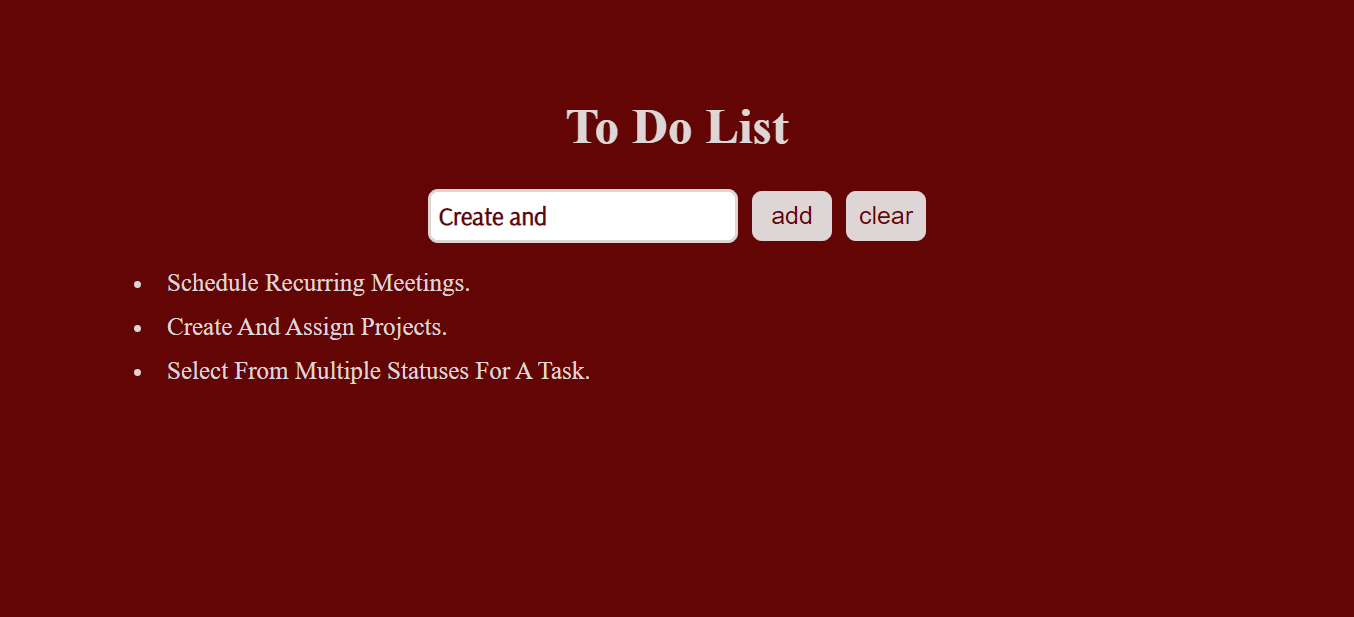 To Do List
Create and add clear
Schedule Recurring Meetings.
Create And Assign Projects.
Select From Multiple Statuses For A Task.